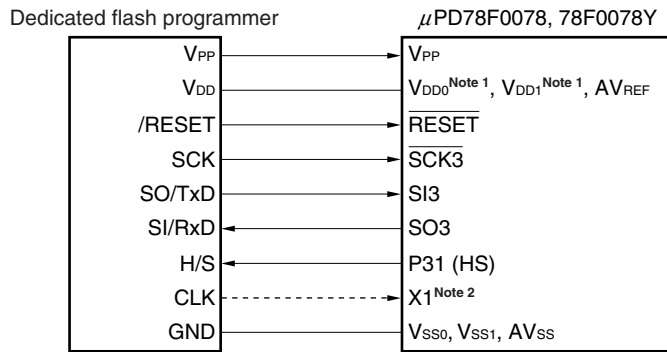 Dedicated flash programmer μPD78F0078, 78F0078Y
VPP VPP
VDD VDD0Note 1, VDD1Note 1, AVREF
/RESET RESET
SCK SCK3
SO/TxD SI3
SI/RxD SO3
H/S P31 (HS)
CLK X1Note 2
GND VSS0, VSS1, AVSS